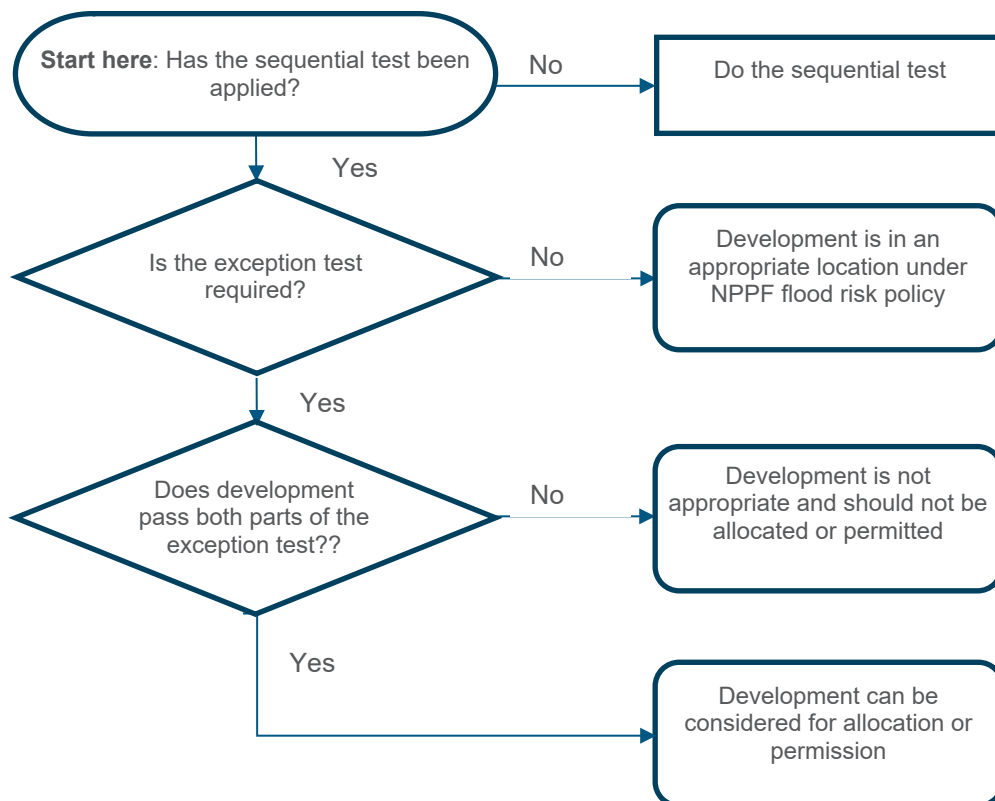 Start here: Has the sequential test been
applied?
No
Do the sequential test
Yes
Is the exception test
required?
No
Development is in an
appropriate location under
NPPF flood risk policy
Yes
Does development
pass both parts of the
exception test??
No
Development is not
appropriate and should not be
allocated or permitted
Yes
Development can be
considered for allocation or
permission